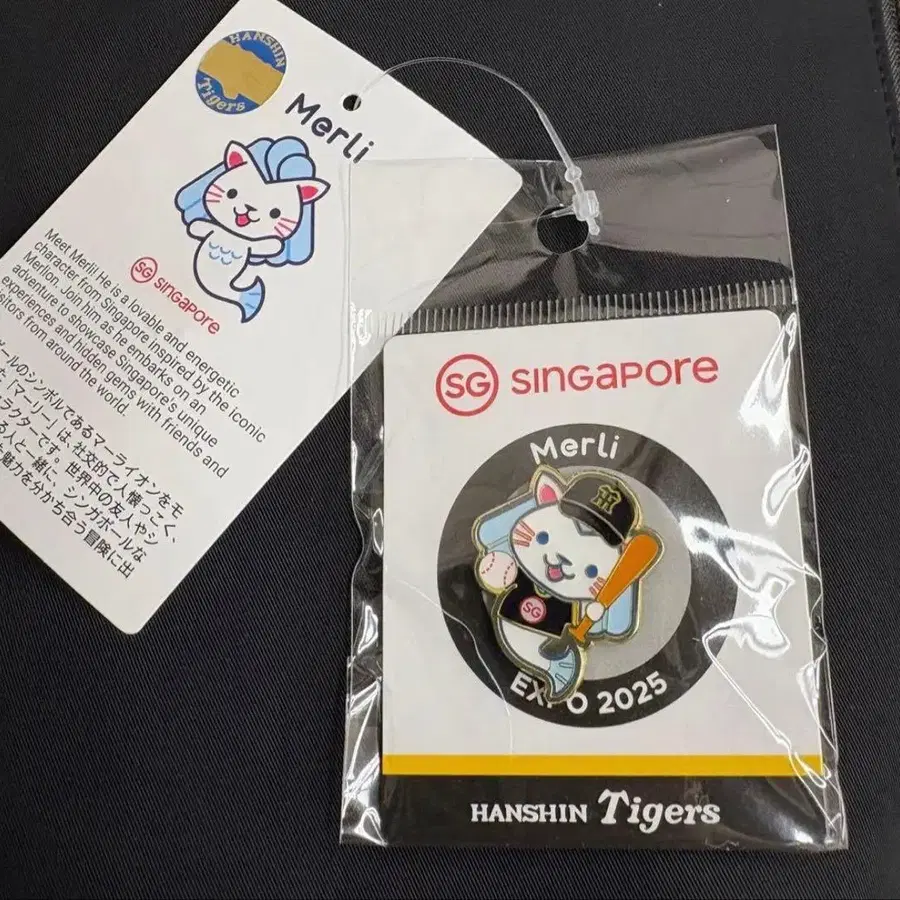 HANSHIN
Tigers
Merli
SG SINGAPORE
Meet Merli! He is a lovable and energetic
character from Singapore inspired by the iconic
Merlion. Join him as he embarks on an
adventure to showcase Singapore's unique
experiences and hidden gems with friends and
visitors from around the world.
ールのシンボルであるマーライオンをモ
た「マーリー」は、社交的で人懐っこく、
ラクターです。世界中の友人やシ
る人と一緒に、シンガポールな
魅力を分かち合う冒険に出
SG SINGAPORE
Merli
SG
EXPO 2025
HANSHIN Tigers